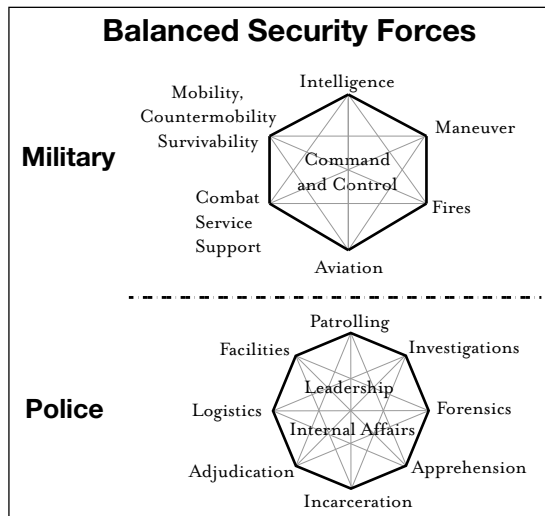 Balanced Security Forces
Military
Intelligence
Mobility,
Countermobility
Survivability
Maneuver
Command
and Control
Combat
Service
Support
Fires
Aviation
Police
Patrolling
Facilities
Investigations
Leadership
Logistics
Forensics
Internal Affairs
Adjudication
Apprehension
Incarceration